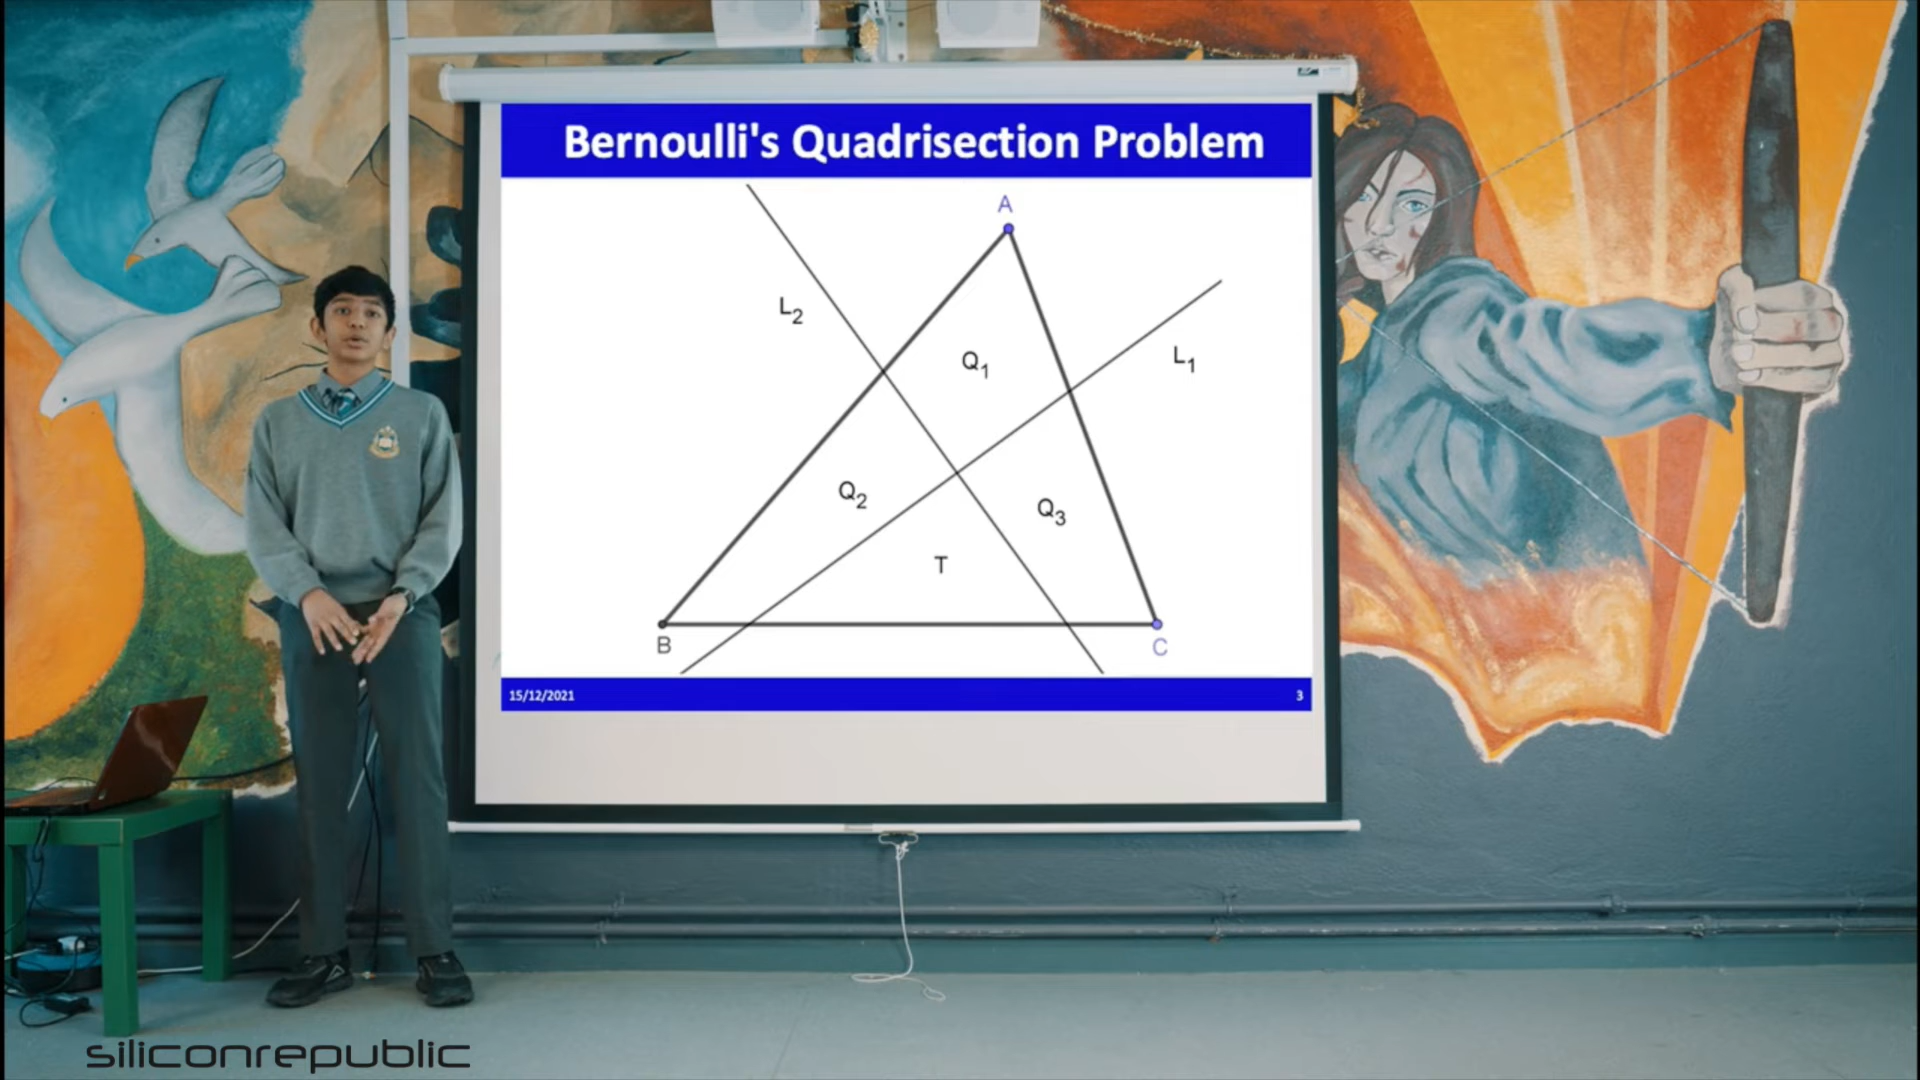 Bernoulli's Quadrisection Problem
A
L2
Q1
L1
Q2
Q3
T
B
C
15/12/2021
3
siliconrepublic